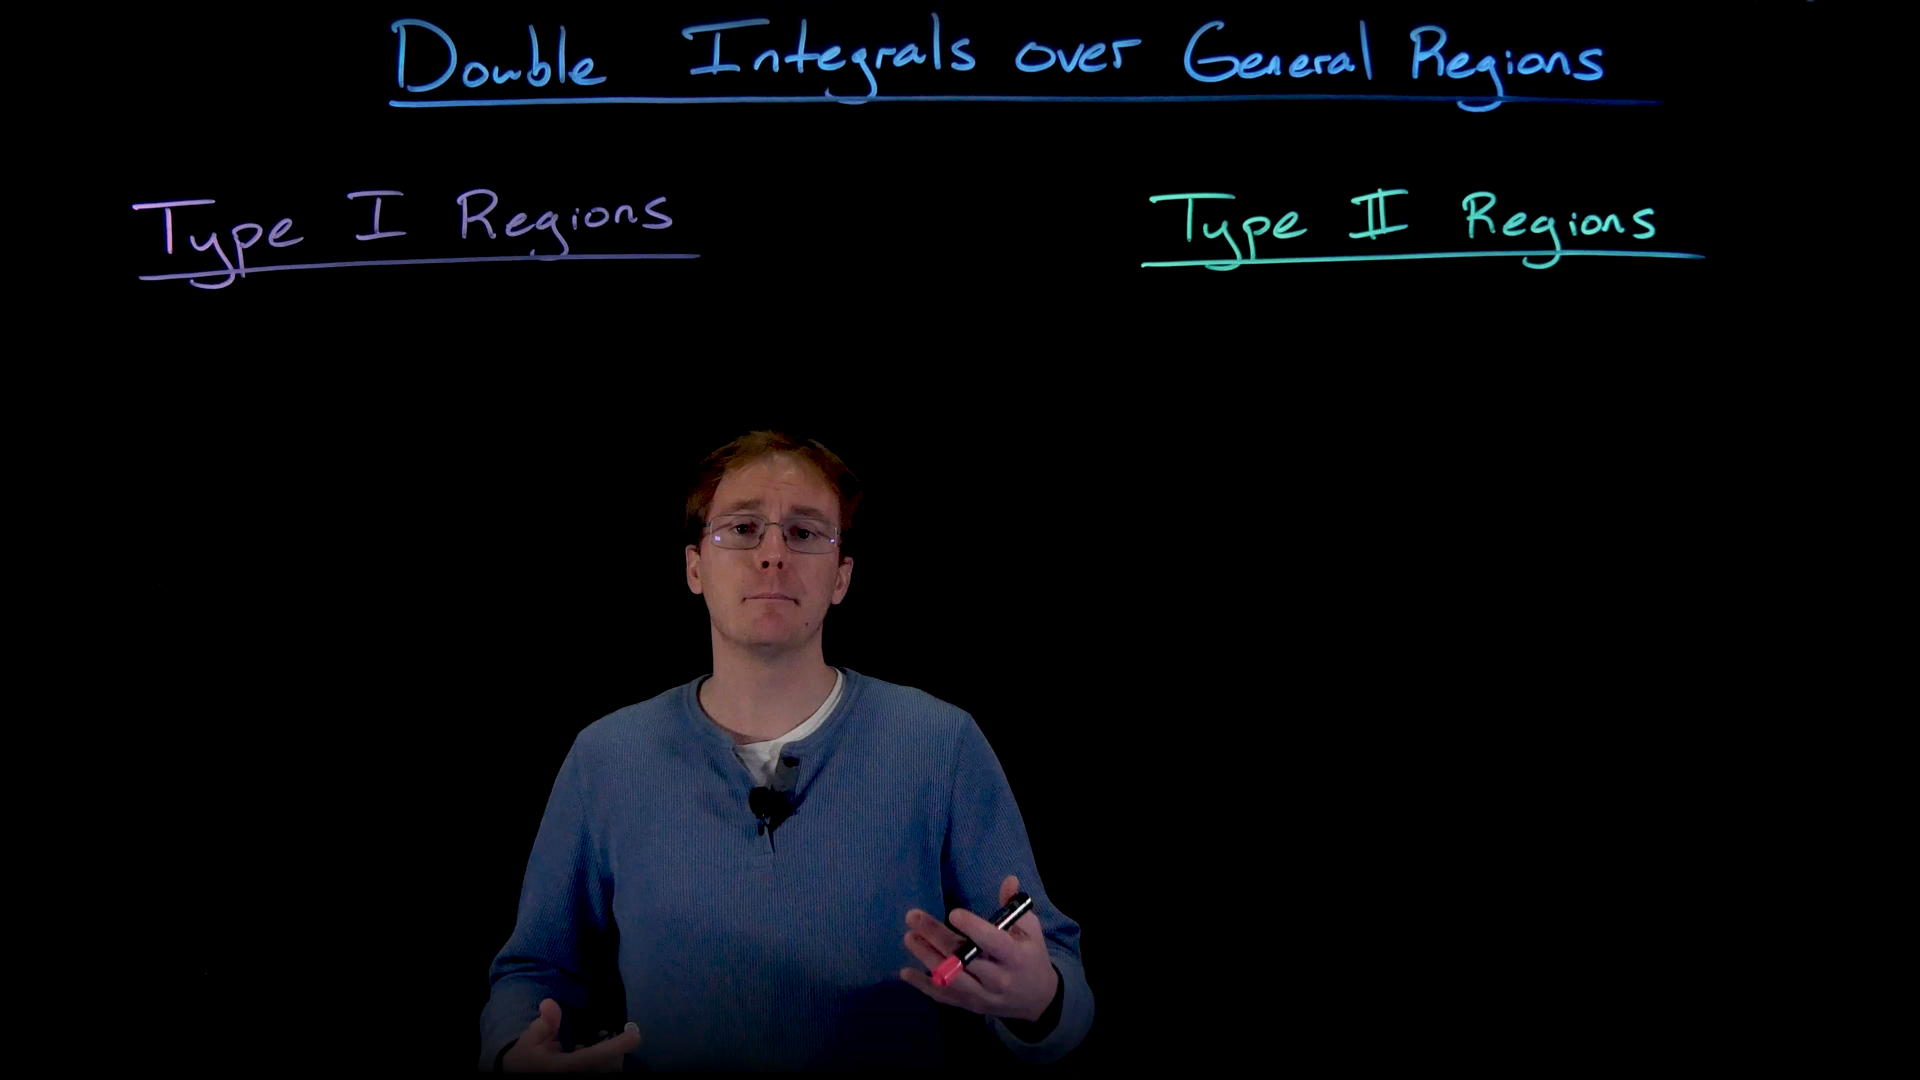 Double Integrals over General Regions
Type I Regions
Type II Regions